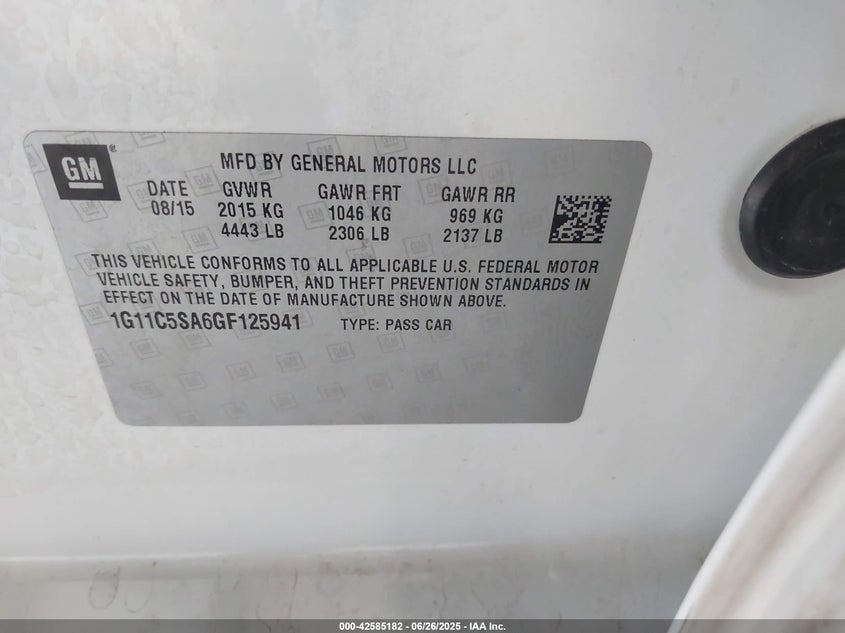 GM
MFD BY GENERAL MOTORS LLC
DATE GVWR GAWR FRT GAWR RR
08/15 2015 KG 1046 KG 969 KG
4443 LB 2306 LB 2137 LB
THIS VEHICLE CONFORMS TO ALL APPLICABLE U.S. FEDERAL MOTOR
VEHICLE SAFETY, BUMPER, AND THEFT PREVENTION STANDARDS IN
EFFECT ON THE DATE OF MANUFACTURE SHOWN ABOVE.
1G11C5SA6GF125941 TYPE: PASS CAR
000-42585182 - 06/26/2025 - IAA Inc.